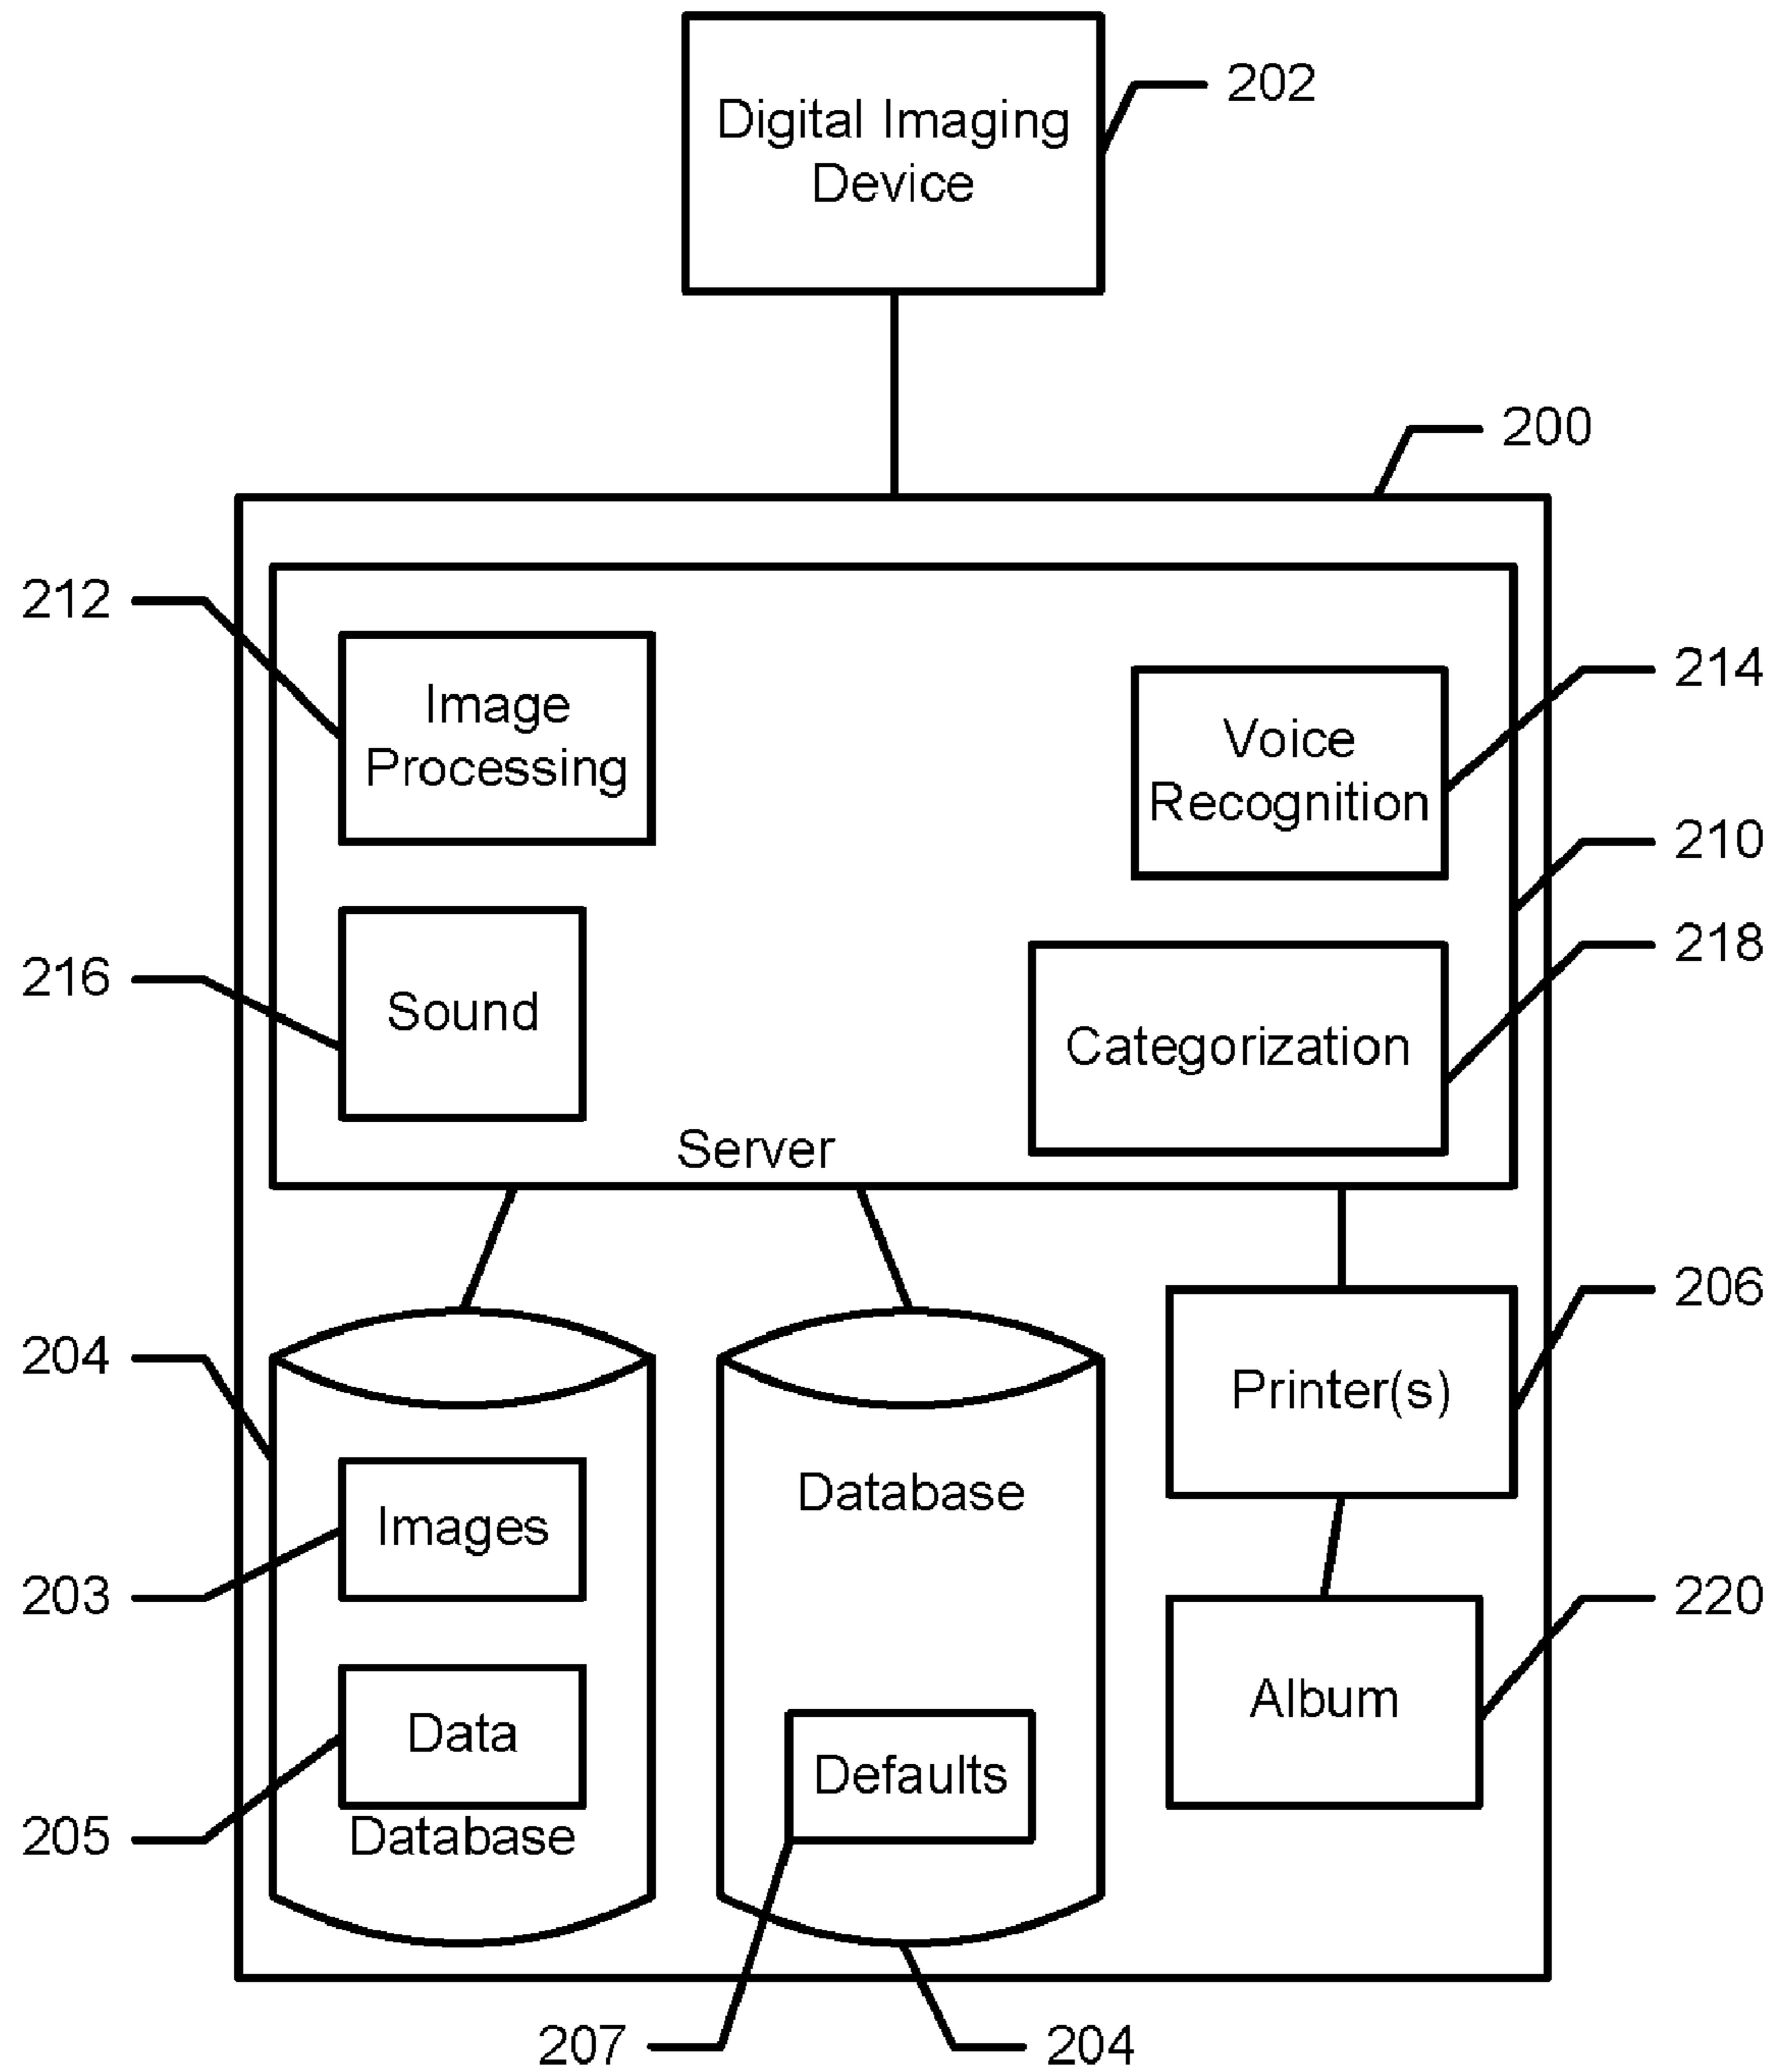 Digital Imaging
Device
202
200
212
Image
Processing
Voice
Recognition
214
210
216
Sound
Categorization
218
Server
204
Printer(s)
206
Images
Database
203
220
Data
Album
Defaults
205
Database
207
204